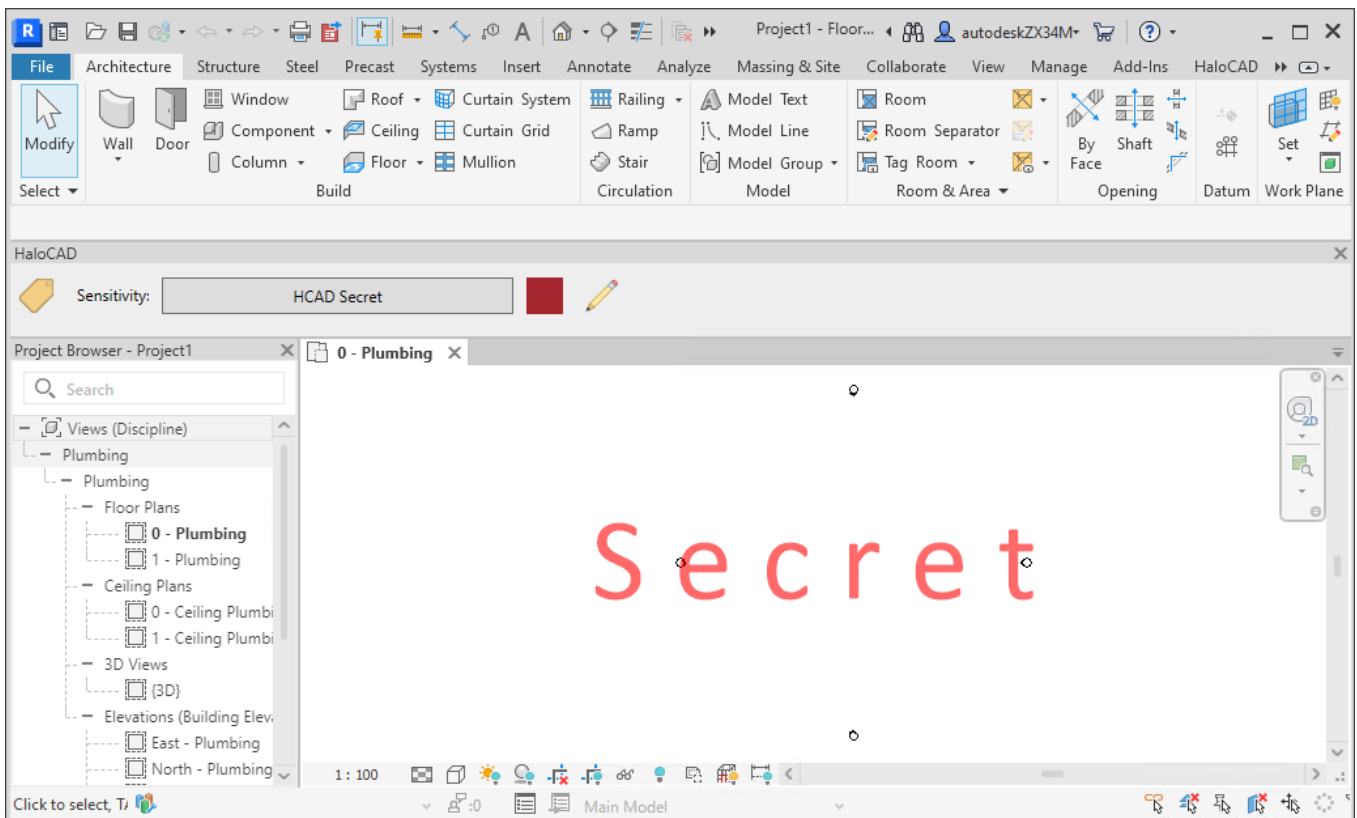 R Project1 - Floor... autodeskZX34M
File Architecture Structure Steel Precast Systems Insert Annotate Analyze Massing & Site Collaborate View Manage Add-Ins HaloCAD
Modify Wall Door
Window
Component
Column
Roof
Ceiling
Floor
Curtain System
Curtain Grid
Mullion
Railing
Ramp
Stair
Model Text
Model Line
Model Group
Room
Room Separator
Tag Room
By
Face
Shaft
Set
Select Build Circulation Model Room & Area Opening Datum Work Plane
HaloCAD
Sensitivity: HCAD Secret
Project Browser - Project1
0 - Plumbing
Search
Views (Discipline)
Plumbing
Plumbing
Floor Plans
0 - Plumbing
1 - Plumbing
Ceiling Plans
0 - Ceiling Plumbi
1 - Ceiling Plumbi
3D Views
{3D}
Elevations (Building Eleva
East - Plumbing
North - Plumbing
Secret
2D
1 : 100
Click to select, TA :0 Main Model